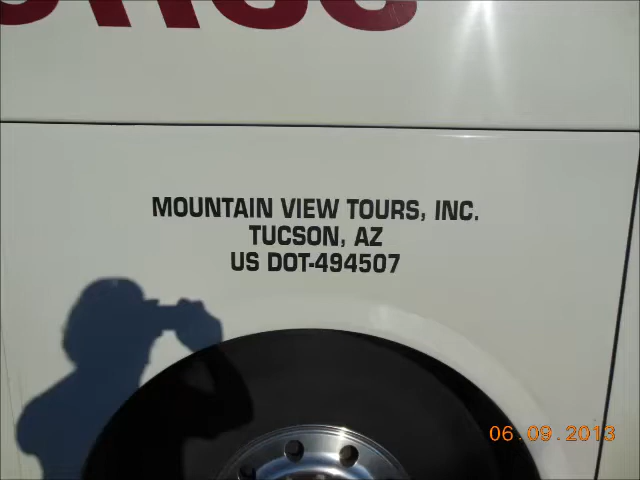 MOUNTAIN VIEW TOURS, INC.
TUCSON, AZ
US DOT-494507
06.09.2013